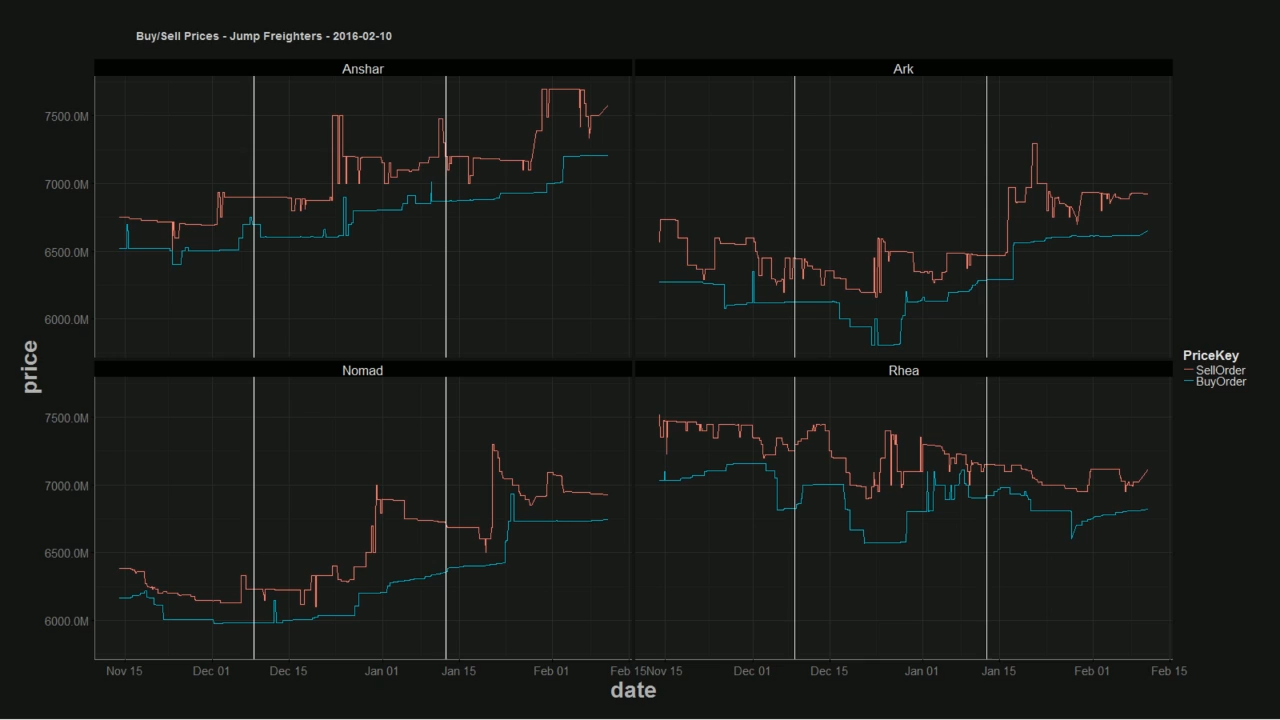 Buy/Sell Prices - Jump Freighters - 2016-02-10
Anshar
Ark
7500.0M
7000.0M
6500.0M
6000.0M
Nomad
Rhea
7500.0M
7000.0M
6500.0M
6000.0M
price
Nov 15 Dec 01 Dec 15 Jan 01 Jan 15 Feb 01 Feb 15
Nov 15 Dec 01 Dec 15 Jan 01 Jan 15 Feb 01 Feb 15
date
PriceKey
SellOrder
BuyOrder